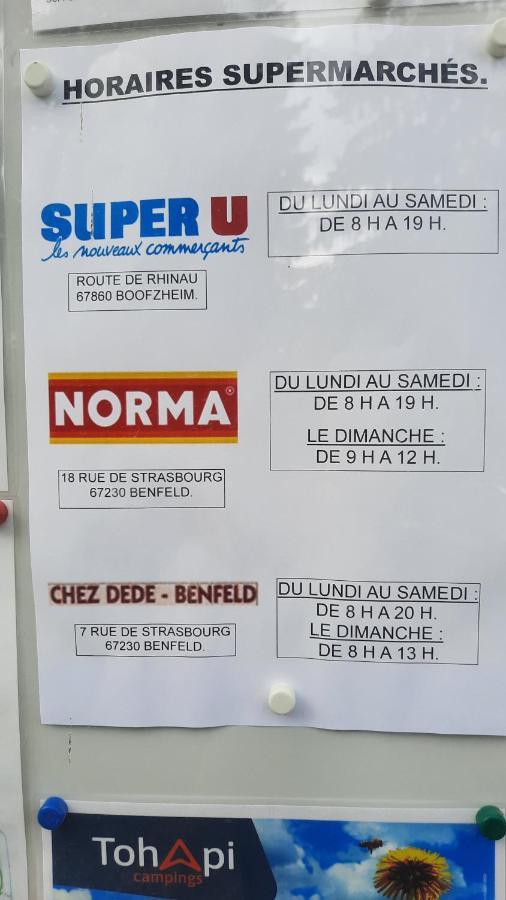 HORAIRES SUPERMARCHÉS.
SUPER U
les nouveaux commerçants
ROUTE DE RHINAU
67860 BOOFZHEIM.
DU LUNDI AU SAMEDI :
DE 8 H A 19 H.
NORMA®
18 RUE DE STRASBOURG
67230 BENFELD.
DU LUNDI AU SAMEDI :
DE 8 H A 19 H.
LE DIMANCHE :
DE 9 H A 12 H.
CHEZ DEDE - BENFELD
7 RUE DE STRASBOURG
67230 BENFELD.
DU LUNDI AU SAMEDI :
DE 8 H A 20 H.
LE DIMANCHE :
DE 8 H A 13 H.
TohApi
campings